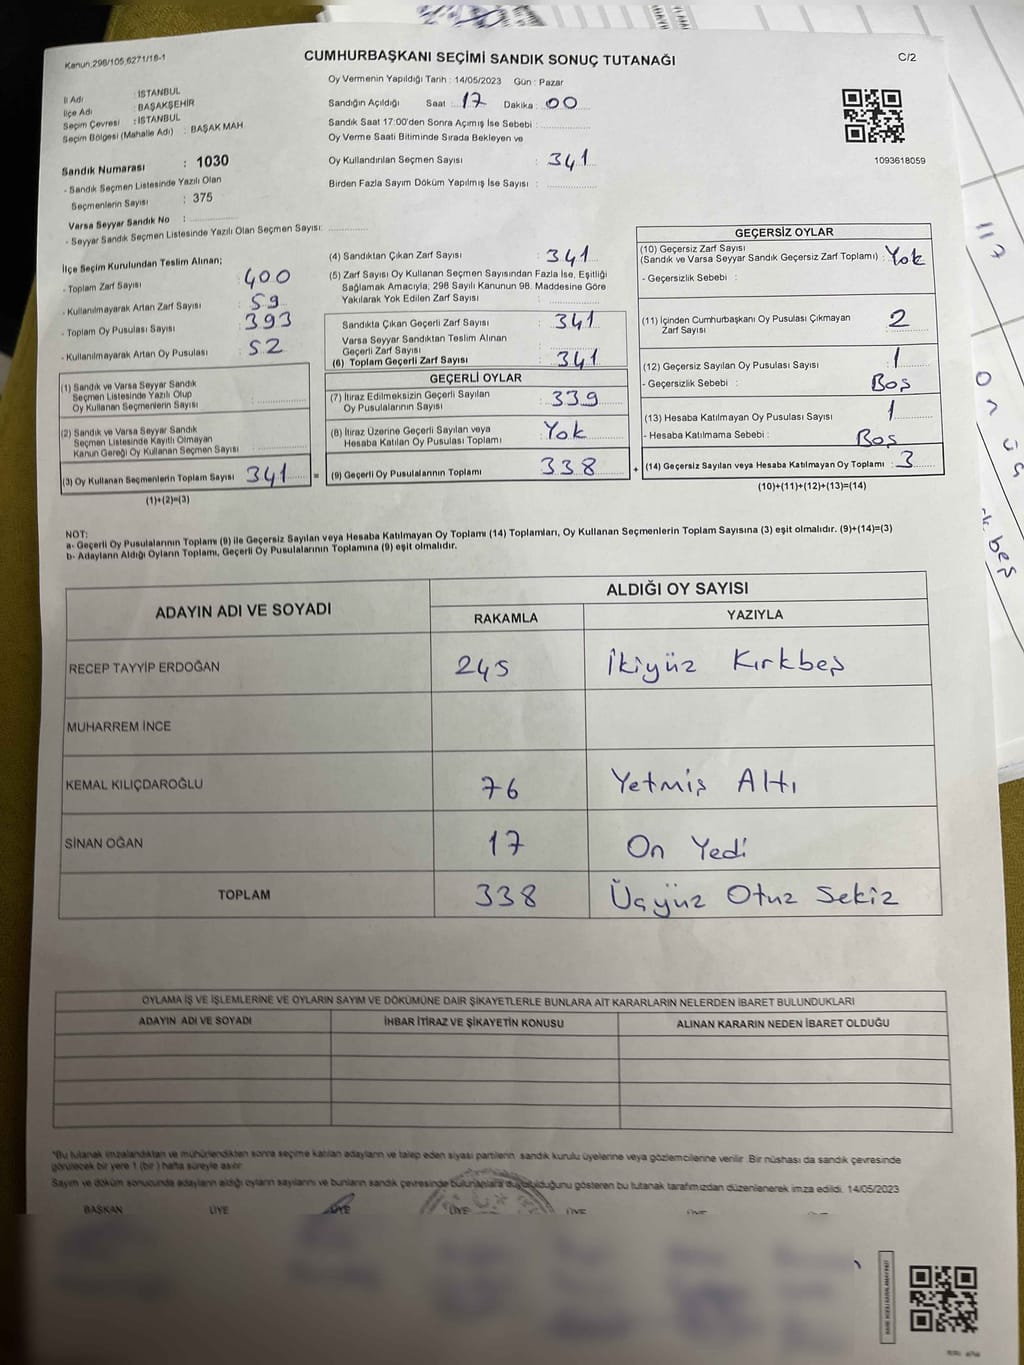 Kanun,298/105,6271/16-1
CUMHURBAŞKANI SEÇİMİ SANDIK SONUÇ TUTANAĞI
C/2
Oy Vermenin Yapıldığı Tarih : 14/05/2023 Gün : Pazar
İl Adı : İSTANBUL
İlçe Adı : BAŞAKŞEHİR
Seçim Çevresi : İSTANBUL
Seçim Bölgesi (Mahalle Adı) : BAŞAK MAH
Sandığın Açıldığı Saat : 17 Dakika : 00
Sandık Saat 17:00'den Sonra Açımış İse Sebebi :
Oy Verme Saati Bitiminde Sırada Bekleyen ve
Oy Kullandırılan Seçmen Sayısı : 341
Birden Fazla Sayım Döküm Yapılmış İse Sayısı :
1093618059
Sandık Numarası : 1030
- Sandık Seçmen Listesinde Yazılı Olan
Seçmenlerin Sayısı : 375
Varsa Seyyar Sandık No :
- Seyyar Sandık Seçmen Listesinde Yazılı Olan Seçmen Sayısı:
İlçe Seçim Kurulundan Teslim Alınan;
- Toplam Zarf Sayısı : 400
- Kullanılmayarak Artan Zarf Sayısı : 59
- Toplam Oy Pusulası Sayısı : 393
- Kullanılmayarak Artan Oy Pusulası : 52
(1) Sandık ve Varsa Seyyar Sandık
Seçmen Listesinde Yazılı Olup
Oy Kullanan Seçmenlerin Sayısı :
(2) Sandık ve Varsa Seyyar Sandık
Seçmen Listesinde Kayıtlı Olmayan
Kanun Gereği Oy Kullanan Seçmen Sayısı :
(3) Oy Kullanan Seçmenlerin Toplam Sayısı : 341 =
(1)+(2)=(3)
(4) Sandıktan Çıkan Zarf Sayısı : 341
(5) Zarf Sayısı Oy Kullanan Seçmen Sayısından Fazla İse, Eşitliği
Sağlamak Amacıyla; 298 Sayılı Kanunun 98. Maddesine Göre
Yakılarak Yok Edilen Zarf Sayısı :
Sandıkta Çıkan Geçerli Zarf Sayısı : 341
Varsa Seyyar Sandıktan Teslim Alınan
Geçerli Zarf Sayısı :
(6) Toplam Geçerli Zarf Sayısı : 341
GEÇERLİ OYLAR
(7) İtiraz Edilmeksizin Geçerli Sayılan
Oy Pusulalarının Sayısı : 339
(8) İtiraz Üzerine Geçerli Sayılan veya
Hesaba Katılan Oy Pusulası Toplamı : Yok
(9) Geçerli Oy Pusulalarının Toplamı : 338 +
GEÇERSİZ OYLAR
(10) Geçersiz Zarf Sayısı
(Sandık ve Varsa Seyyar Sandık Geçersiz Zarf Toplamı) : Yok
- Geçersizlik Sebebi :
(11) İçinden Cumhurbaşkanı Oy Pusulası Çıkmayan
Zarf Sayısı : 2
(12) Geçersiz Sayılan Oy Pusulası Sayısı : 1
- Geçersizlik Sebebi : Boş
(13) Hesaba Katılmayan Oy Pusulası Sayısı : 1
- Hesaba Katılmama Sebebi : Boş
(14) Geçersiz Sayılan veya Hesaba Katılmayan Oy Toplamı : 3
(10)+(11)+(12)+(13)=(14)
NOT:
a- Geçerli Oy Pusulalarının Toplamı (9) ile Geçersiz Sayılan veya Hesaba Katılmayan Oy Toplamı (14) Toplamları, Oy Kullanan Seçmenlerin Toplam Sayısına (3) eşit olmalıdır. (9)+(14)=(3)
b- Adayların Aldığı Oyların Toplamı, Geçerli Oy Pusulalarının Toplamına (9) eşit olmalıdır.
ADAYIN ADI VE SOYADI
ALDIĞI OY SAYISI
RAKAMLA YAZIYLA
RECEP TAYYİP ERDOĞAN 245 İkiyüz Kırkbeş
MUHARREM İNCE
KEMAL KILIÇDAROĞLU 76 Yetmiş Altı
SİNAN OĞAN 17 On Yedi
TOPLAM 338 Üçyüz Otuz Sekiz
OYLAMA İŞ VE İŞLEMLERİNE VE OYLARIN SAYIM VE DÖKÜMÜNE DAİR ŞİKAYETLERLE BUNLARA AİT KARARLARIN NELERDEN İBARET BULUNDUKLARI
ADAYIN ADI VE SOYADI İHBAR İTİRAZ VE ŞİKAYETİN KONUSU ALINAN KARARIN NEDEN İBARET OLDUĞU
"Bu tutanak imzalandıktan ve mühürlendikten sonra seçime katılan adayların ve talep eden siyasi partilerin sandık kurulu üyelerine veya gözlemcilerine verilir. Bir nüshası da sandık çevresinde
görülecek bir yere 1 (bir) hafta süreyle asılır
Sayım ve döküm sonucunda adayların aldığı oyların sayılarını ve bunların sandık çevresinde bulunanlara duyurulduğunu gösteren bu tutanak tarafımızdan düzenlenerek imza edildi. 14/05/2023
BAŞKAN ÜYE ÜYE ÜYE ÜYE